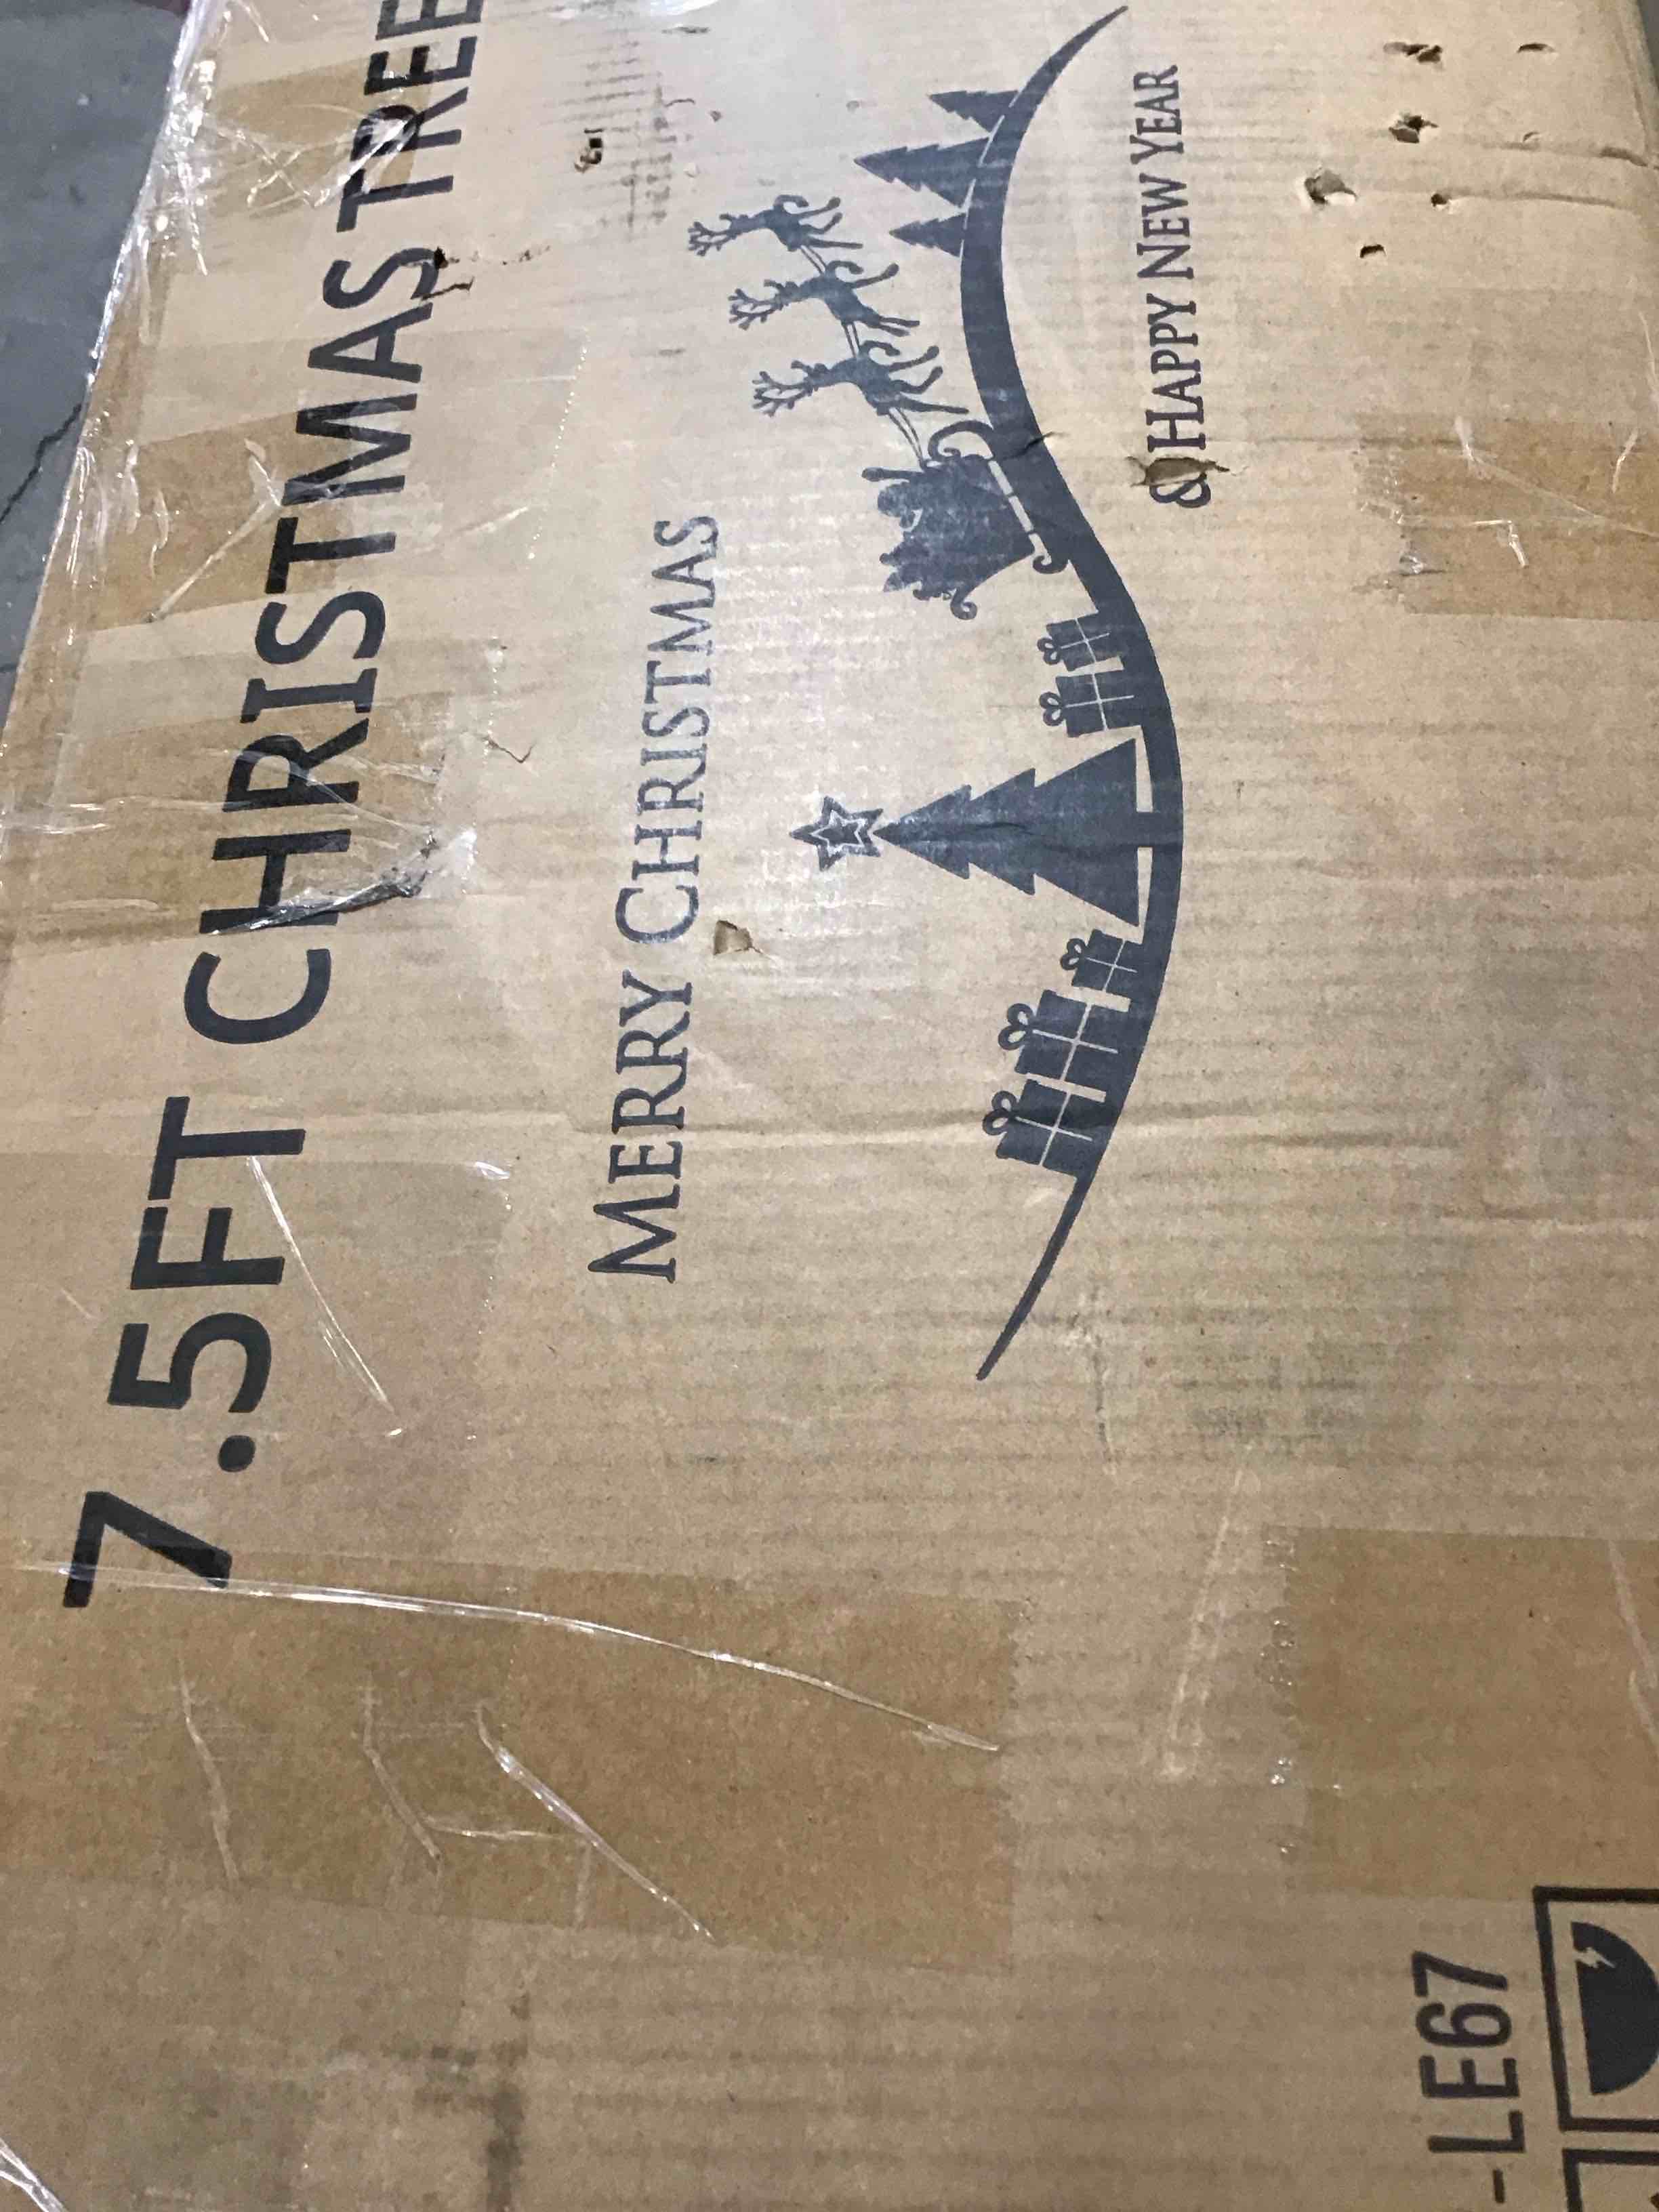 7.5FT CHRISTMAS TREE
MERRY CHRISTMAS
& HAPPY NEW YEAR
-LE67